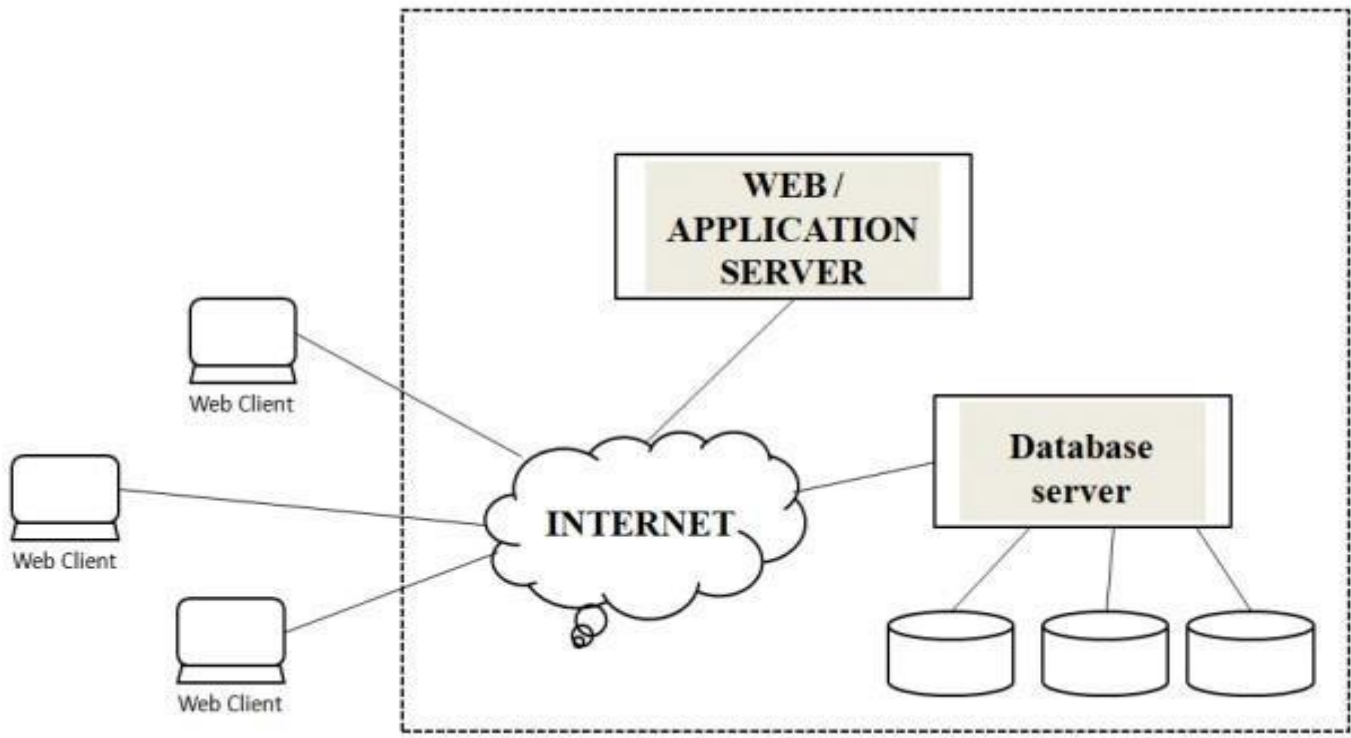 WEB /
APPLICATION
SERVER
Web Client
Database
server
Web Client
INTERNET
Web Client